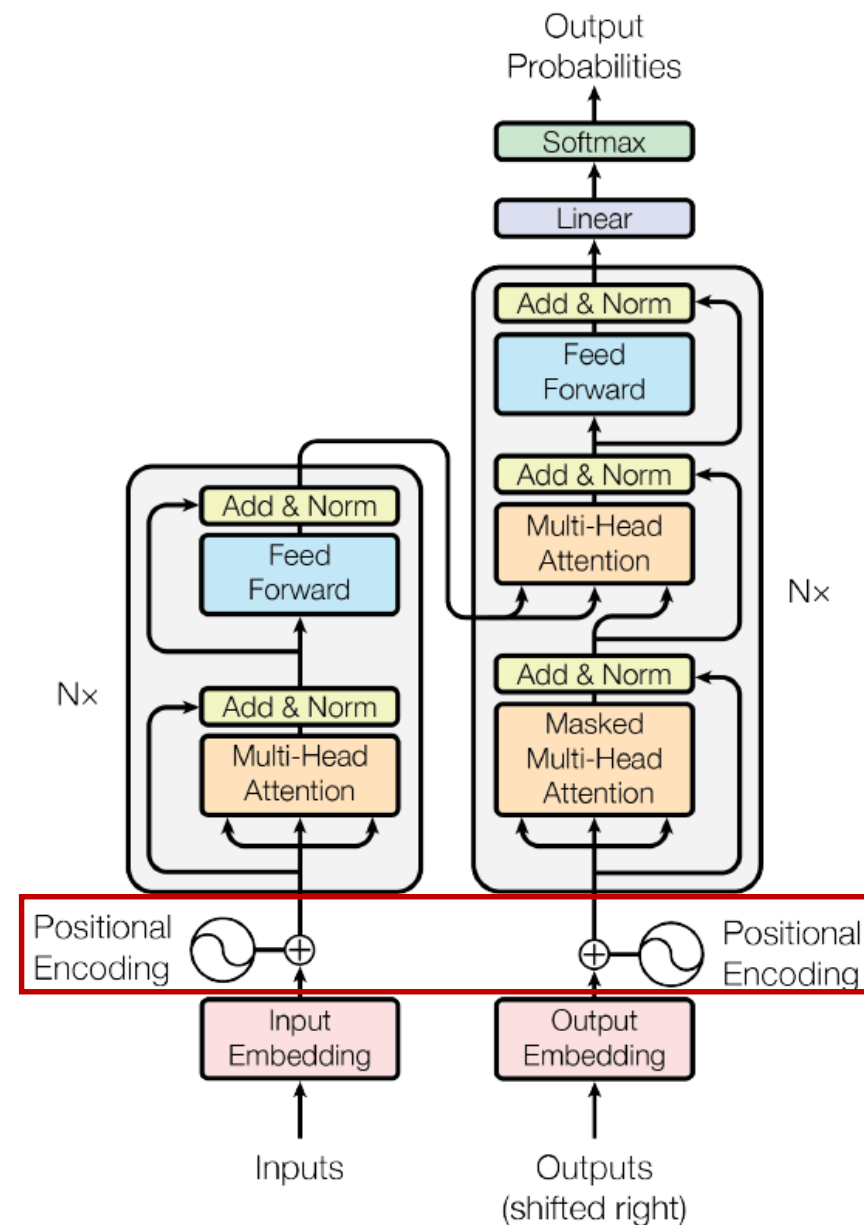 Output
Probabilities
Softmax
Linear
Add & Norm
Feed
Forward
Add & Norm
Multi-Head
Attention
Add & Norm
Masked
Multi-Head
Attention
Nx
Add & Norm
Feed
Forward
Add & Norm
Multi-Head
Attention
Nx
Positional
Encoding
Positional
Encoding
Input
Embedding
Output
Embedding
Inputs
Outputs
(shifted right)